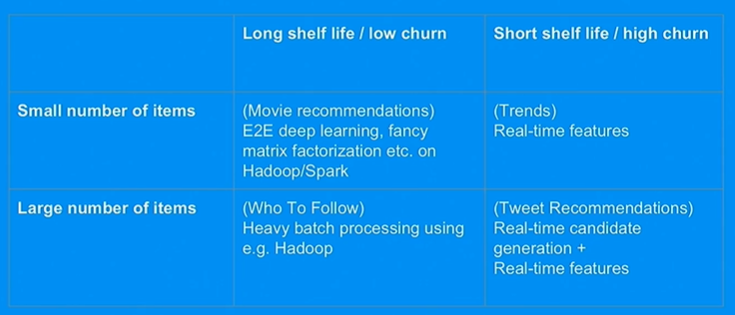 Long shelf life / low churn
Short shelf life / high churn
Small number of items
(Movie recommendations)
E2E deep learning, fancy
matrix factorization etc. on
Hadoop/Spark
(Trends)
Real-time features
Large number of items
(Who To Follow)
Heavy batch processing using
e.g. Hadoop
(Tweet Recommendations)
Real-time candidate
generation +
Real-time features